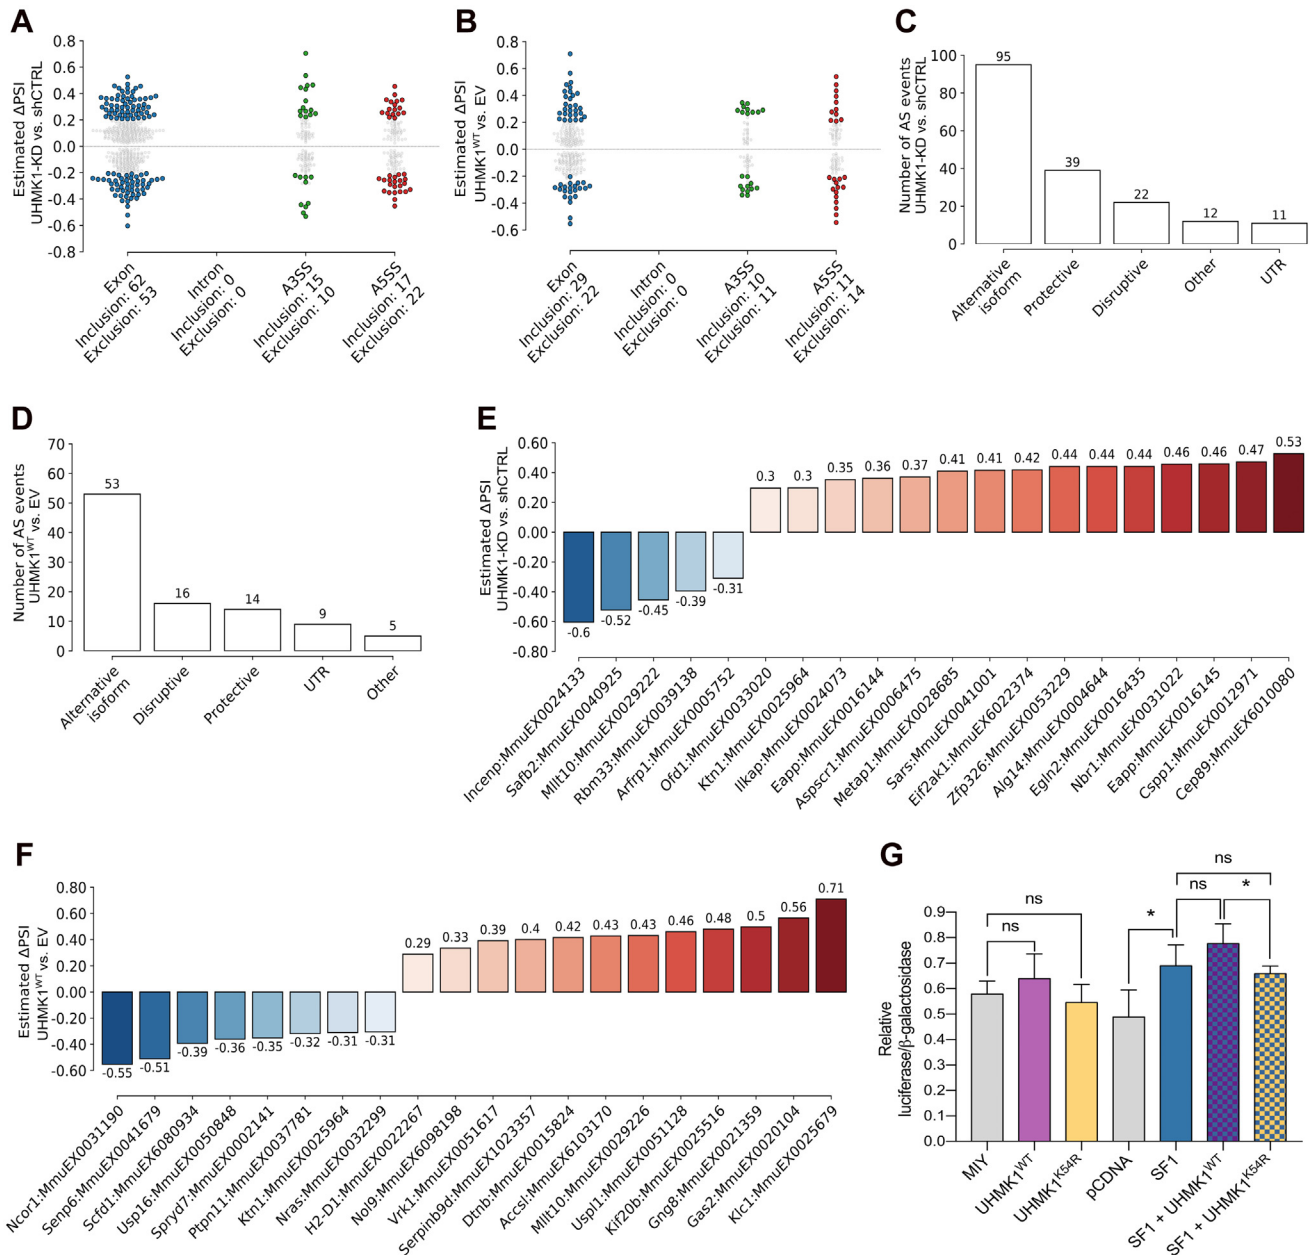 A
Estimated ΔPSI
UHMK1-KD vs. shCTRL
0.8
0.6
0.4
0.2
0.0
-0.2
-0.4
-0.6
-0.8
Exon
Inclusion: 62
Exclusion: 53
Intron
Inclusion: 0
Exclusion: 0
A3SS
Inclusion: 15
Exclusion: 10
A5SS
Inclusion: 17
Exclusion: 22
B
Estimated ΔPSI
UHMK1WT vs. EV
0.8
0.6
0.4
0.2
0.0
-0.2
-0.4
-0.6
Exon
Inclusion: 29
Exclusion: 22
Intron
Inclusion: 0
Exclusion: 0
A3SS
Inclusion: 10
Exclusion: 11
A5SS
Inclusion: 11
Exclusion: 14
C
Number of AS events
UHMK1-KD vs. shCTRL
100
80
60
40
20
0
95
39
22
12
11
Alternative
isoform
Protective
Disruptive
Other
UTR
D
Number of AS events
UHMK1WT vs. EV
70
60
50
40
30
20
10
0
53
16
14
9
5
Alternative
isoform
Disruptive
Protective
UTR
Other
E
Estimated ΔPSI
UHMK1-KD vs. shCTRL
0.60
0.40
0.20
0.00
-0.20
-0.40
-0.60
-0.80
-0.6
-0.52
-0.45
-0.39
-0.31
0.3
0.3
0.35
0.36
0.37
0.41
0.41
0.42
0.44
0.44
0.44
0.46
0.46
0.47
0.53
Incenp:MmuEX0024133
Safb2:MmuEX0040925
Mllt10:MmuEX0029222
Rbm33:MmuEX0039138
Arfrp1:MmuEX0005752
Ofd1:MmuEX0033020
Ktn1:MmuEX0025964
Ilkap:MmuEX0024073
Eapp:MmuEX0016144
Aspscr1:MmuEX0006475
Metap1:MmuEX0028685
Sars:MmuEX0041001
Eif2ak1:MmuEX6022374
Zfp326:MmuEX0053229
Alg14:MmuEX0004644
Egln2:MmuEX0016435
Nbr1:MmuEX0031022
Eapp:MmuEX0016145
Cspp1:MmuEX0012971
Cep89:MmuEX6010080
F
Estimated ΔPSI
UHMK1WT vs. EV
0.80
0.60
0.40
0.20
0.00
-0.20
-0.40
-0.60
-0.55
-0.51
-0.39
-0.36
-0.35
-0.32
-0.31
-0.31
0.29
0.33
0.39
0.4
0.42
0.43
0.43
0.46
0.48
0.5
0.56
0.71
Ncor1:MmuEX0031190
Senp6:MmuEX0041679
Scfd1:MmuEX6080934
Usp16:MmuEX0050848
Spryd7:MmuEX0002141
Ptpn11:MmuEX0037781
Ktn1:MmuEX0025964
Nras:MmuEX0032299
H2-D1:MmuEX0022267
Nol9:MmuEX6098198
Vrk1:MmuEX0051617
Serpinb9d:MmuEX1023357
Dtnb:MmuEX0015824
Accsl:MmuEX6103170
Mllt10:MmuEX0029226
Uspl1:MmuEX0051128
Kif20b:MmuEX0025516
Gng8:MmuEX0021359
Gas2:MmuEX0020104
Klc1:MmuEX0025679
G
Relative
luciferase/β-galactosidase
0.9
0.8
0.7
0.6
0.5
0.4
0.3
0.2
0.1
0.0
ns
ns
*
ns
ns
*
MIY
UHMK1WT
UHMK1K54R
pCDNA
SF1
SF1 + UHMK1WT
SF1 + UHMK1K54R